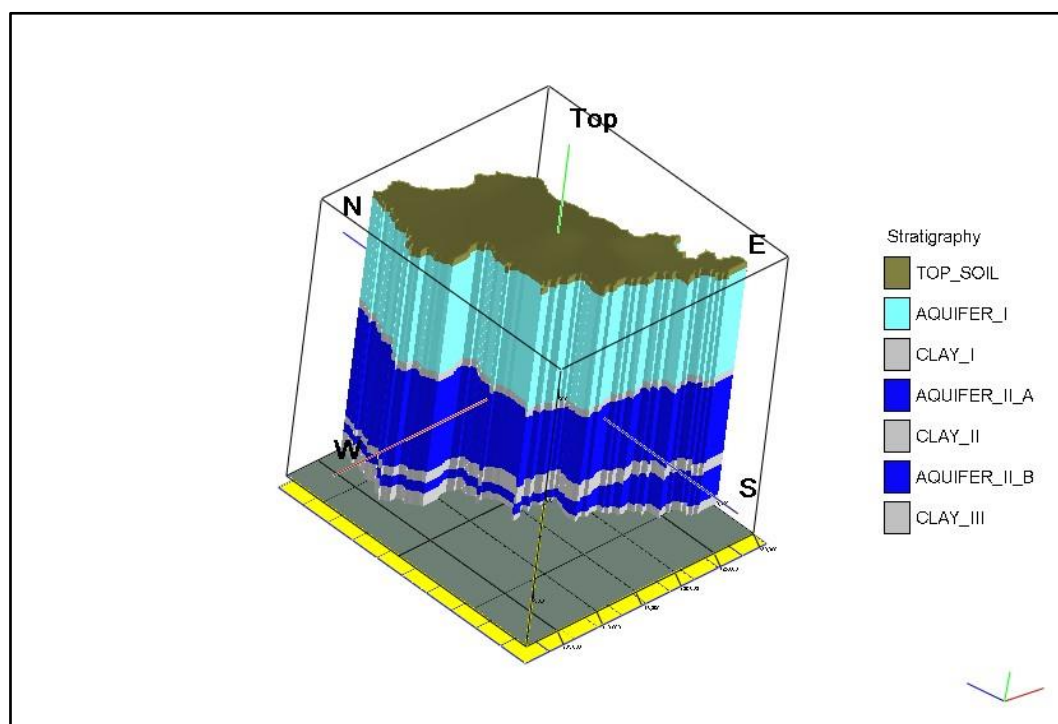 Top
N
E
W
S
Stratigraphy
TOP_SOIL
AQUIFER_I
CLAY_I
AQUIFER_II_A
CLAY_II
AQUIFER_II_B
CLAY_III